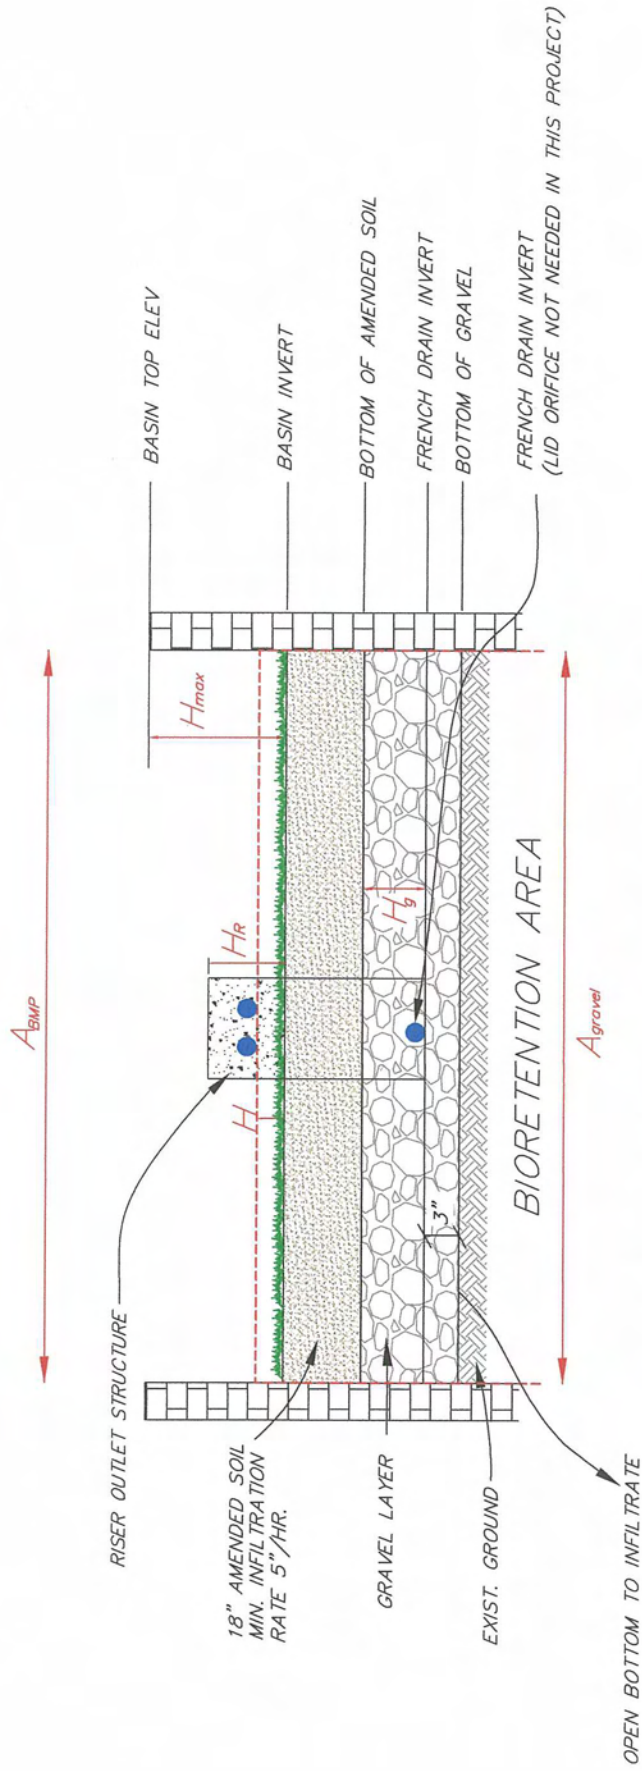 A_BMP
RISER OUTLET STRUCTURE
H_R
H_max
BASIN TOP ELEV
H
BASIN INVERT
18" AMENDED SOIL
MIN. INFILTRATION
RATE 5"/HR.
BOTTOM OF AMENDED SOIL
H_g
GRAVEL LAYER
FRENCH DRAIN INVERT
BOTTOM OF GRAVEL
3"
EXIST. GROUND
FRENCH DRAIN INVERT
(LID ORIFICE NOT NEEDED IN THIS PROJECT)
BIORETENTION AREA
A_gravel
OPEN BOTTOM TO INFILTRATE